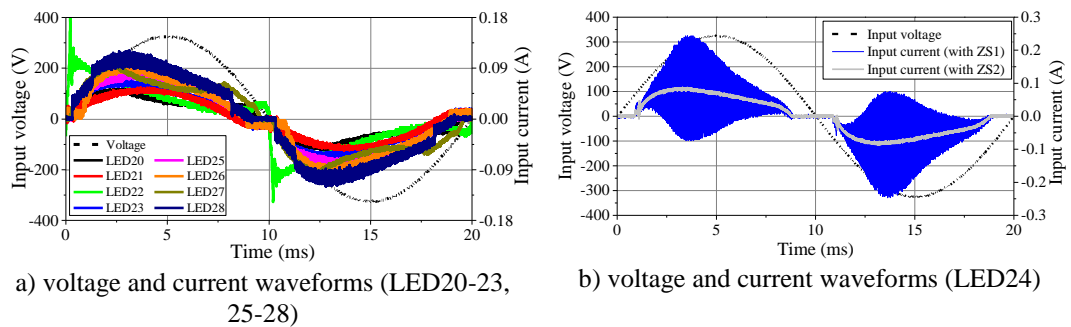 400
300
200
100
0
-100
-200
-300
-400
Input voltage (V)
Input voltage
Input current (with ZS1)
Input current (with ZS2)
0.3
0.2
0.1
0.0
-0.1
-0.2
-0.3
Input current (A)
0 5 10 15 20
Time (ms)
b) voltage and current waveforms (LED24)
400
200
0
-200
-400
Input voltage (V)
Voltage
LED20 LED25
LED21 LED26
LED22 LED27
LED23 LED28
0.18
0.09
0.00
-0.09
-0.18
Input current (A)
0 5 10 15 20
Time (ms)
a) voltage and current waveforms (LED20-23,
25-28)